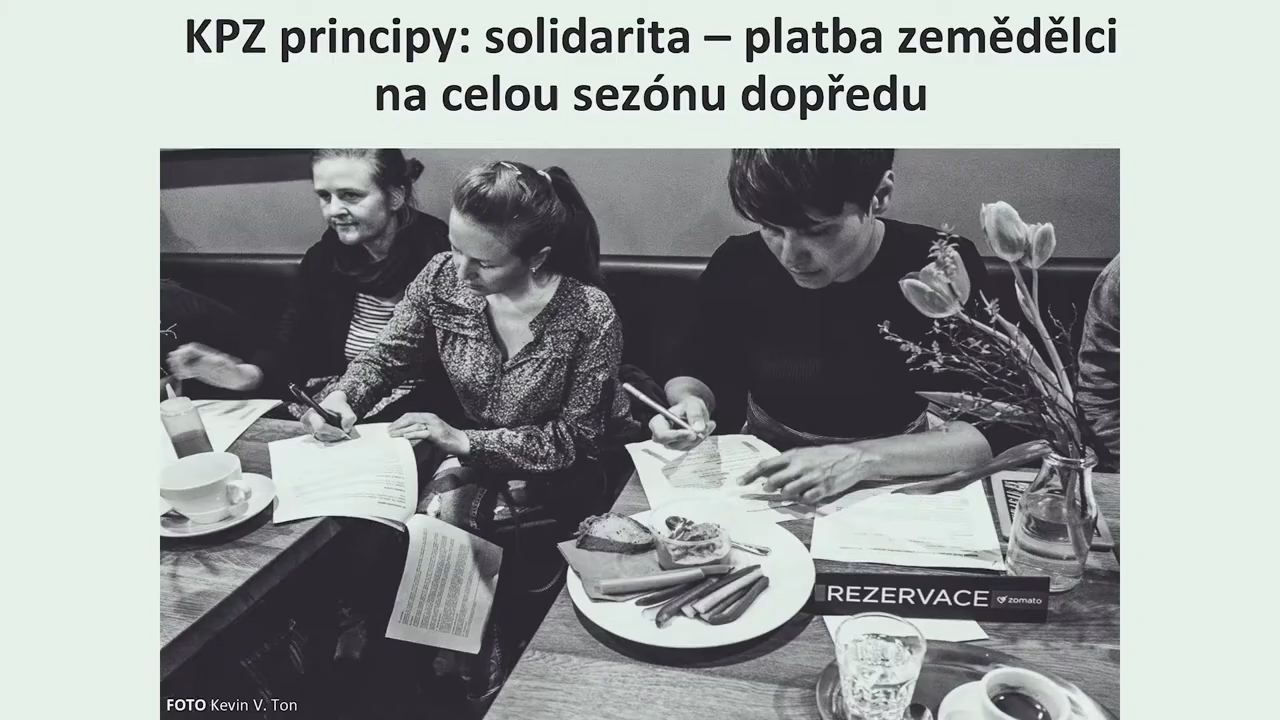 KPZ principy: solidarita – platba zemědělci
na celou sezónu dopředu
REZERVACE zomato
FOTO Kevin V. Ton